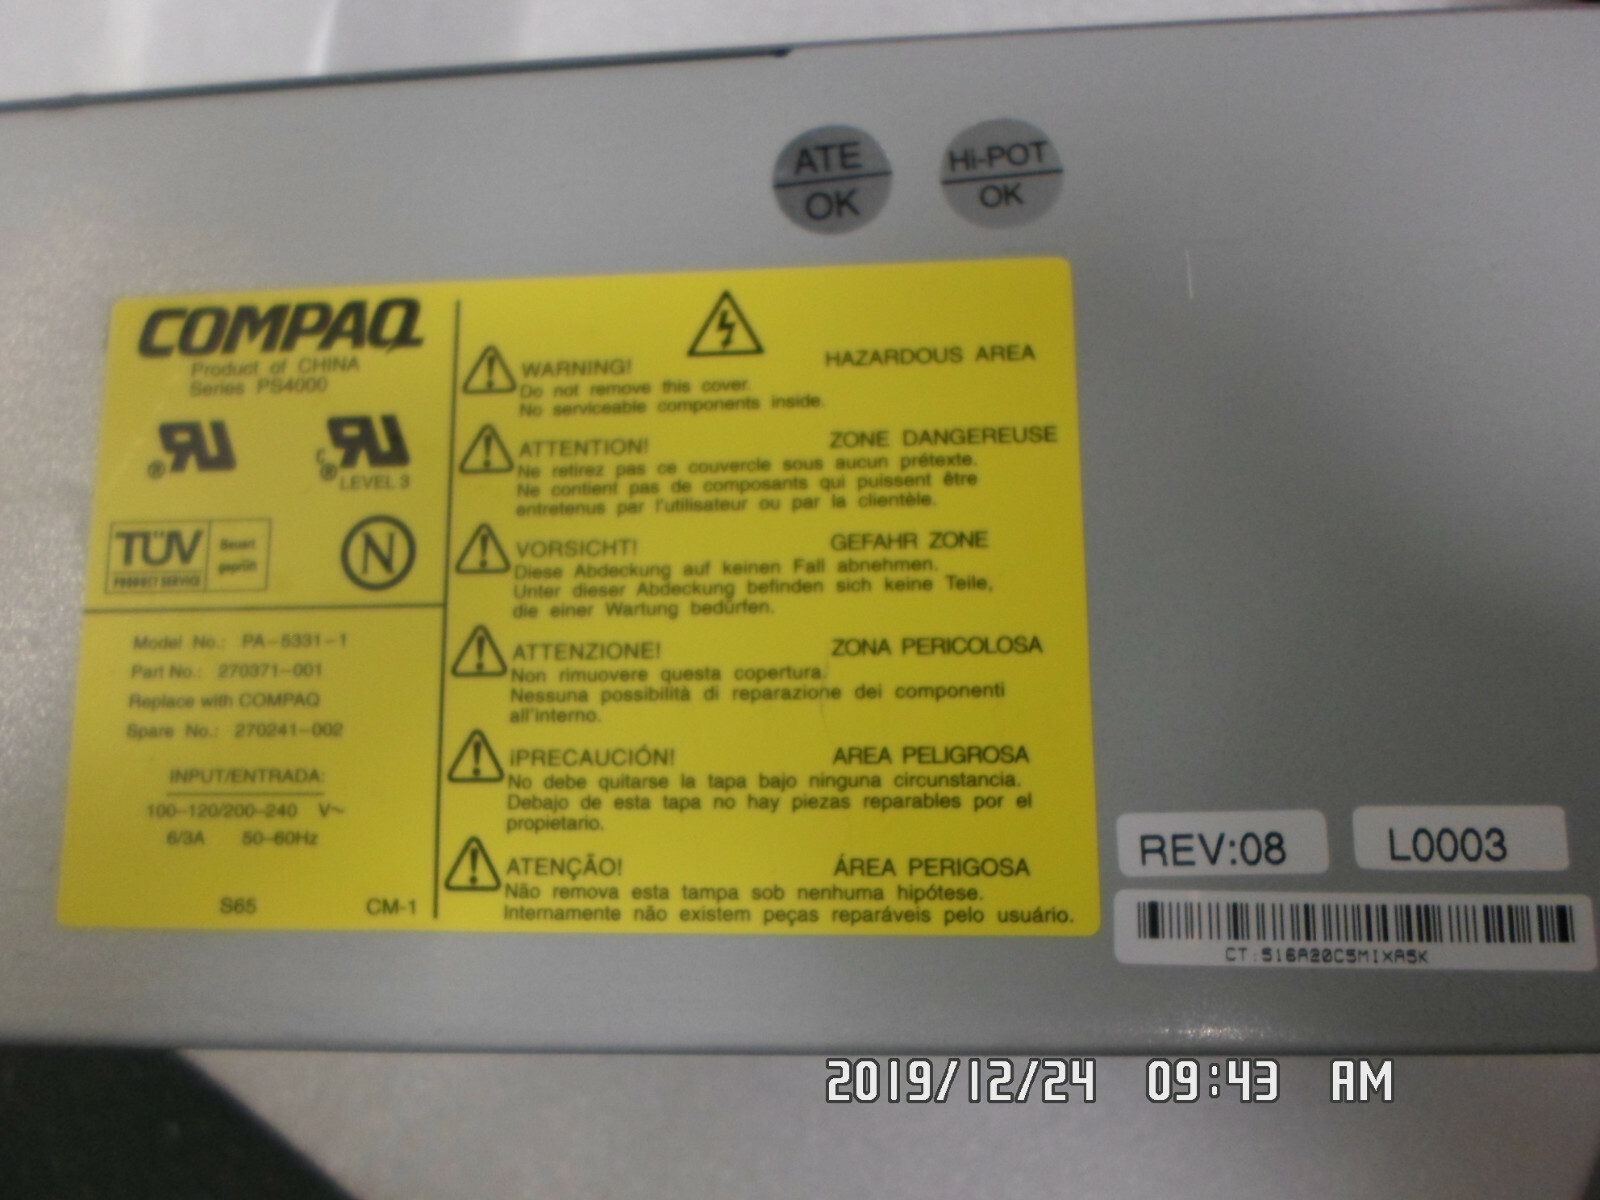 ATE
OK
Hi-POT
OK
COMPAQ
Product of CHINA
Series PS4000
LEVEL 3
TÜV
PRODUCT SERVICE
Bauart
geprüft
N
Model No.: PA-5331-1
Part No.: 270371-001
Replace with COMPAQ
Spare No.: 270241-002
INPUT/ENTRADA:
100-120/200-240 V~
6/3A 50-60Hz
S65 CM-1
WARNING! HAZARDOUS AREA
Do not remove this cover.
No serviceable components inside.
ATTENTION! ZONE DANGEREUSE
Ne retirez pas ce couvercle sous aucun prétexte.
Ne contient pas de composants qui puissent être
entretenus par l'utilisateur ou par la clientèle.
VORSICHT! GEFAHR ZONE
Diese Abdeckung auf keinen Fall abnehmen.
Unter dieser Abdeckung befinden sich keine Teile,
die einer Wartung bedürfen.
ATTENZIONE! ZONA PERICOLOSA
Non rimuovere questa copertura.
Nessuna possibilità di reparazione dei componenti
all'interno.
¡PRECAUCIÓN! AREA PELIGROSA
No debe quitarse la tapa bajo ninguna circunstancia.
Debajo de esta tapa no hay piezas reparables por el
propietario.
ATENÇÃO! ÁREA PERIGOSA
Não remova esta tampa sob nenhuma hipótese.
Internamente não existem peças reparáveis pelo usuário.
REV:08
L0003
CT:516A20C5MIXA5K
2019/12/24 09:43 AM